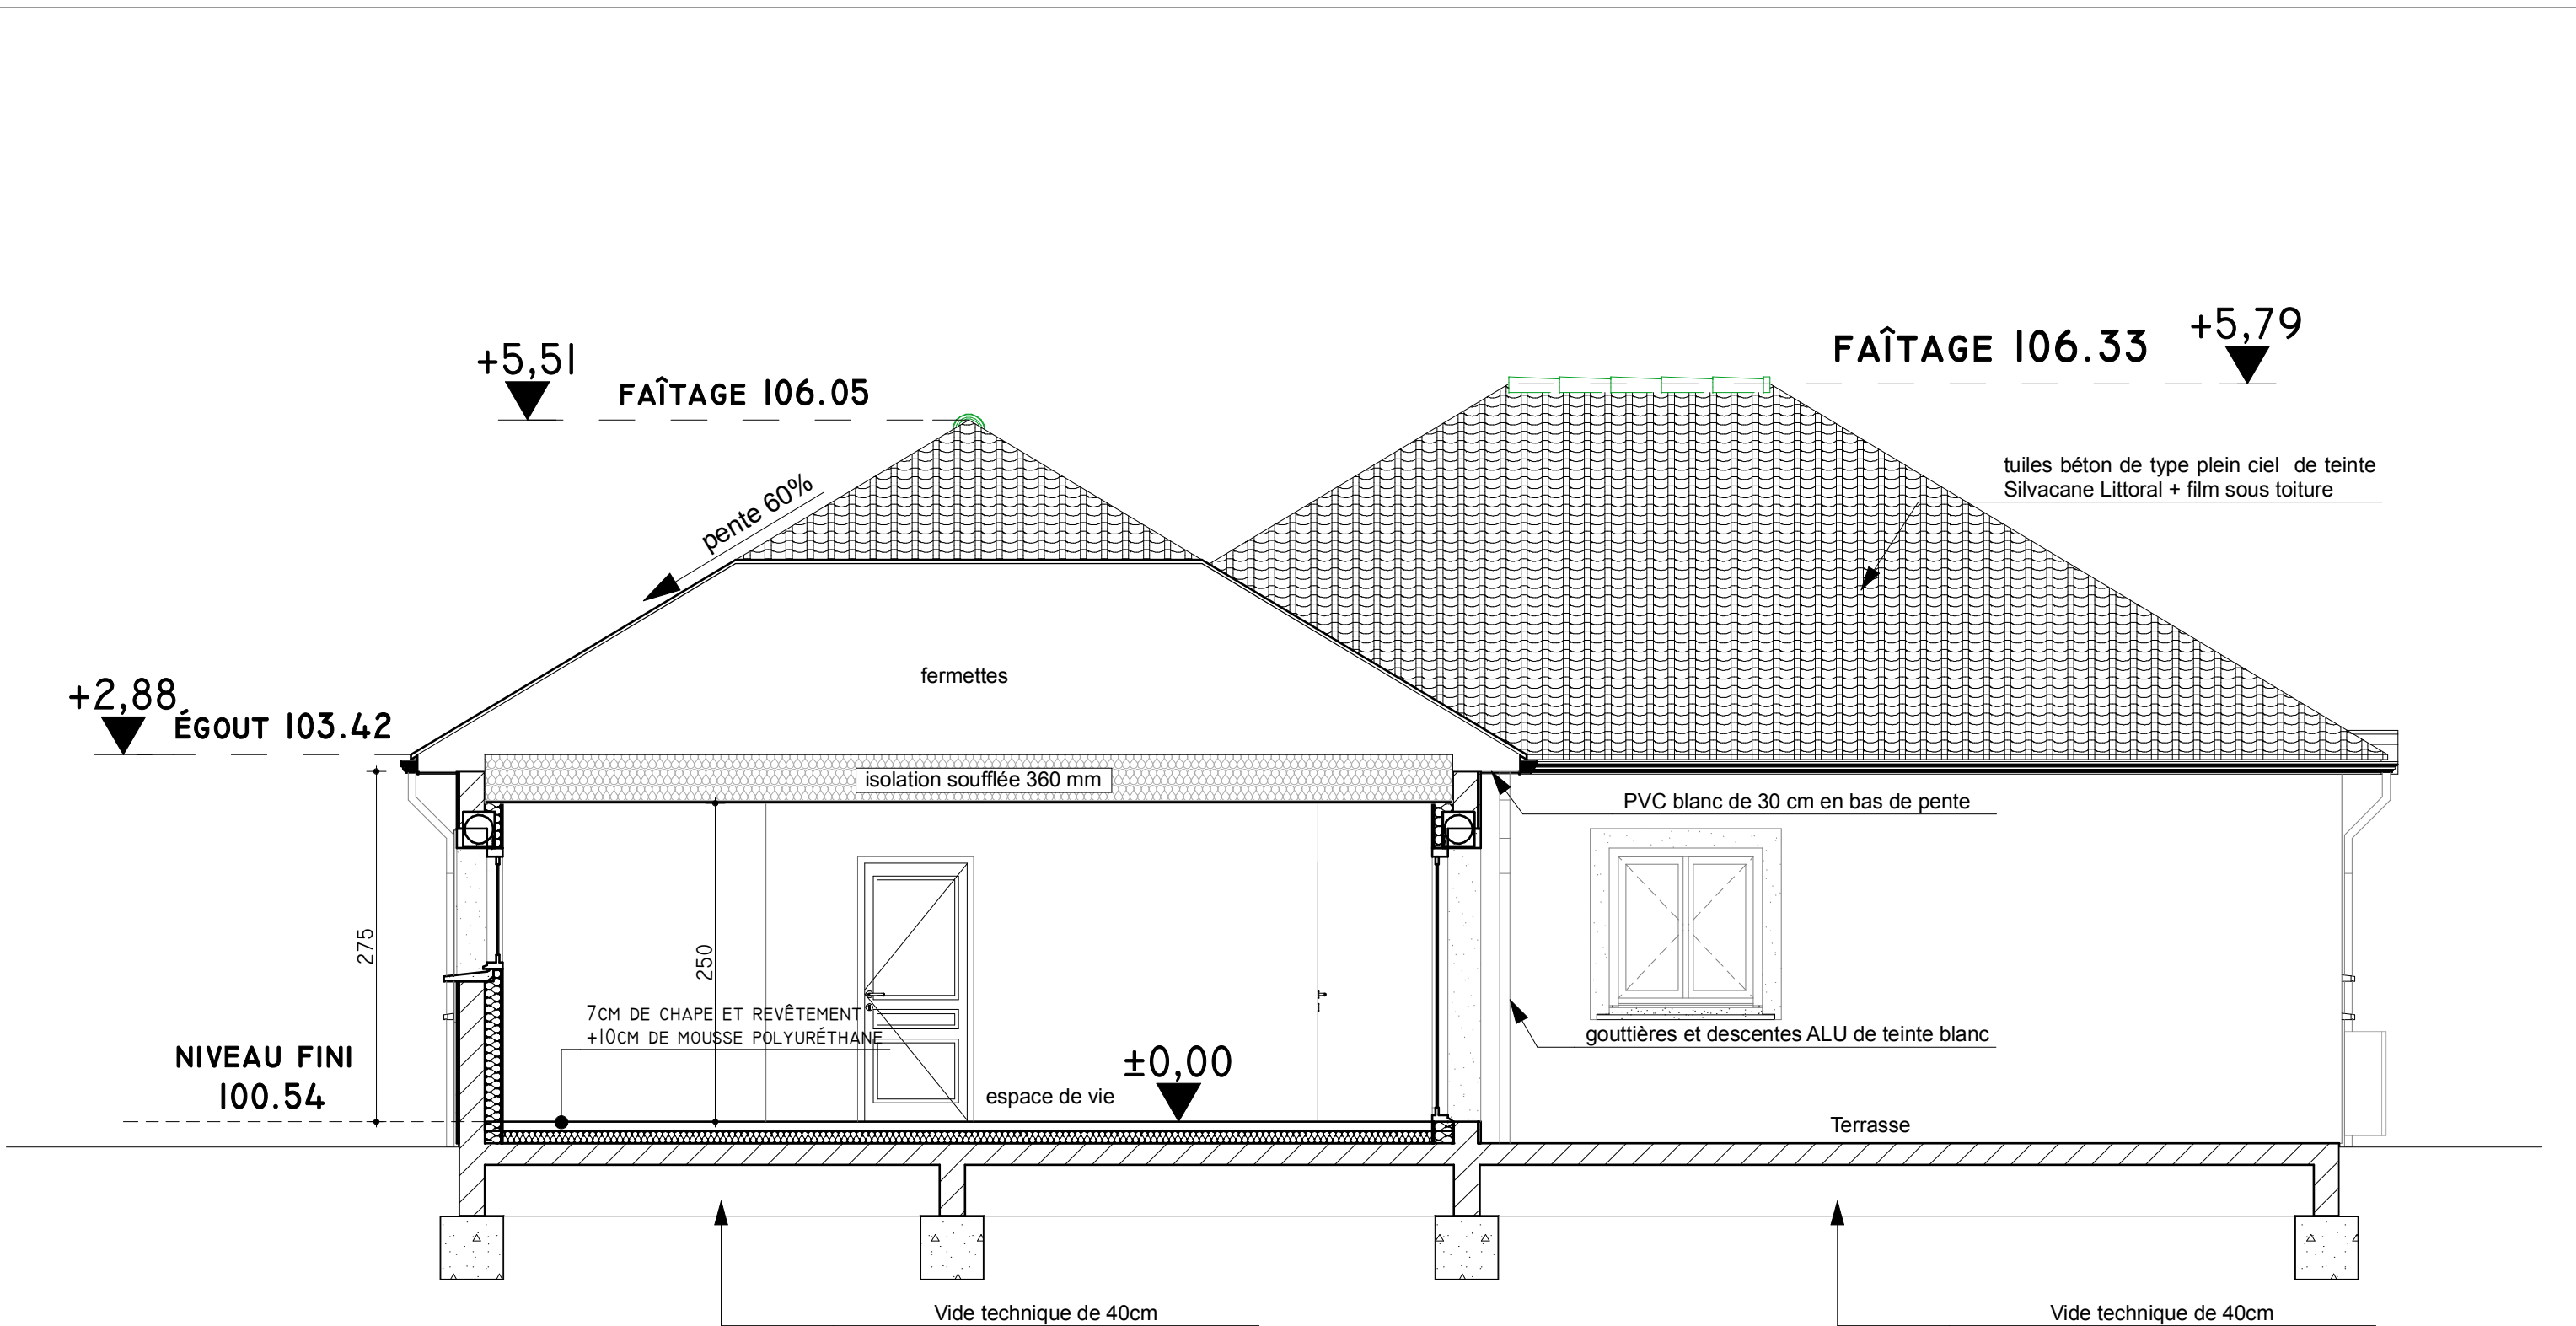 +5,79
FAÎTAGE 106.33
+5,51
FAÎTAGE 106.05
tuiles béton de type plein ciel de teinte
Silvacane Littoral + film sous toiture
pente 60%
fermettes
+2,88
ÉGOUT 103.42
isolation soufflée 360 mm
PVC blanc de 30 cm en bas de pente
275
250
7CM DE CHAPE ET REVÊTEMENT
+10CM DE MOUSSE POLYURÉTHANE
gouttières et descentes ALU de teinte blanc
NIVEAU FINI
100.54
±0,00
espace de vie
Terrasse
Vide technique de 40cm
Vide technique de 40cm